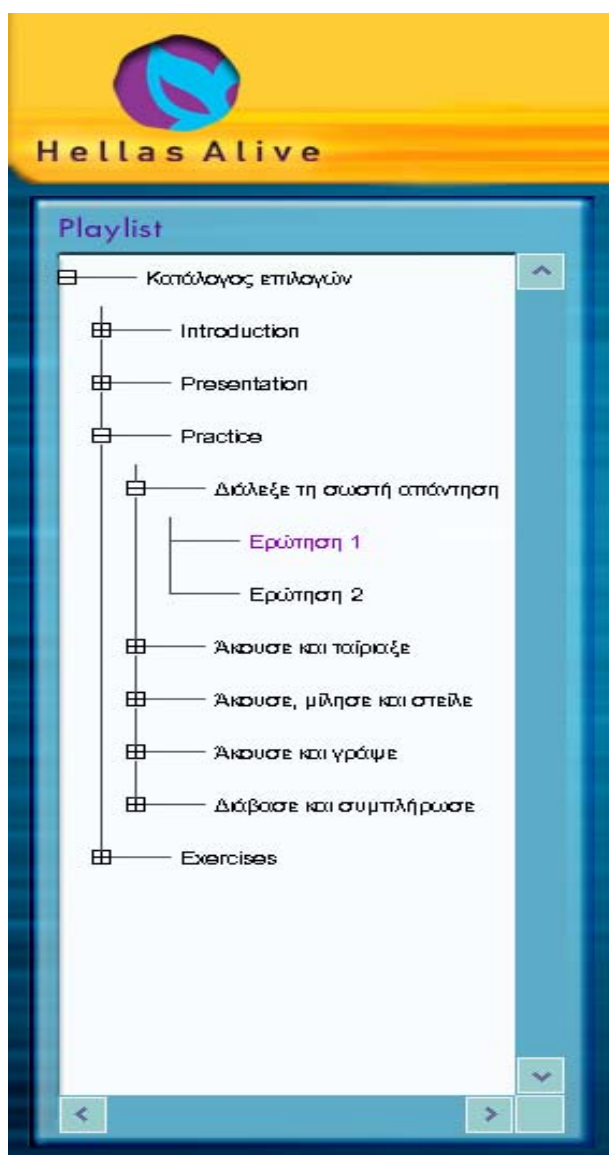 Hellas Alive
Playlist
Κατάλογος επιλογών
Introduction
Presentation
Practice
Διάλεξε τη σωστή απάντηση
Ερώτηση 1
Ερώτηση 2
Άκουσε και ταίριαξε
Άκουσε, μίλησε και στείλε
Άκουσε και γράψε
Διάβασε και συμπλήρωσε
Exercises